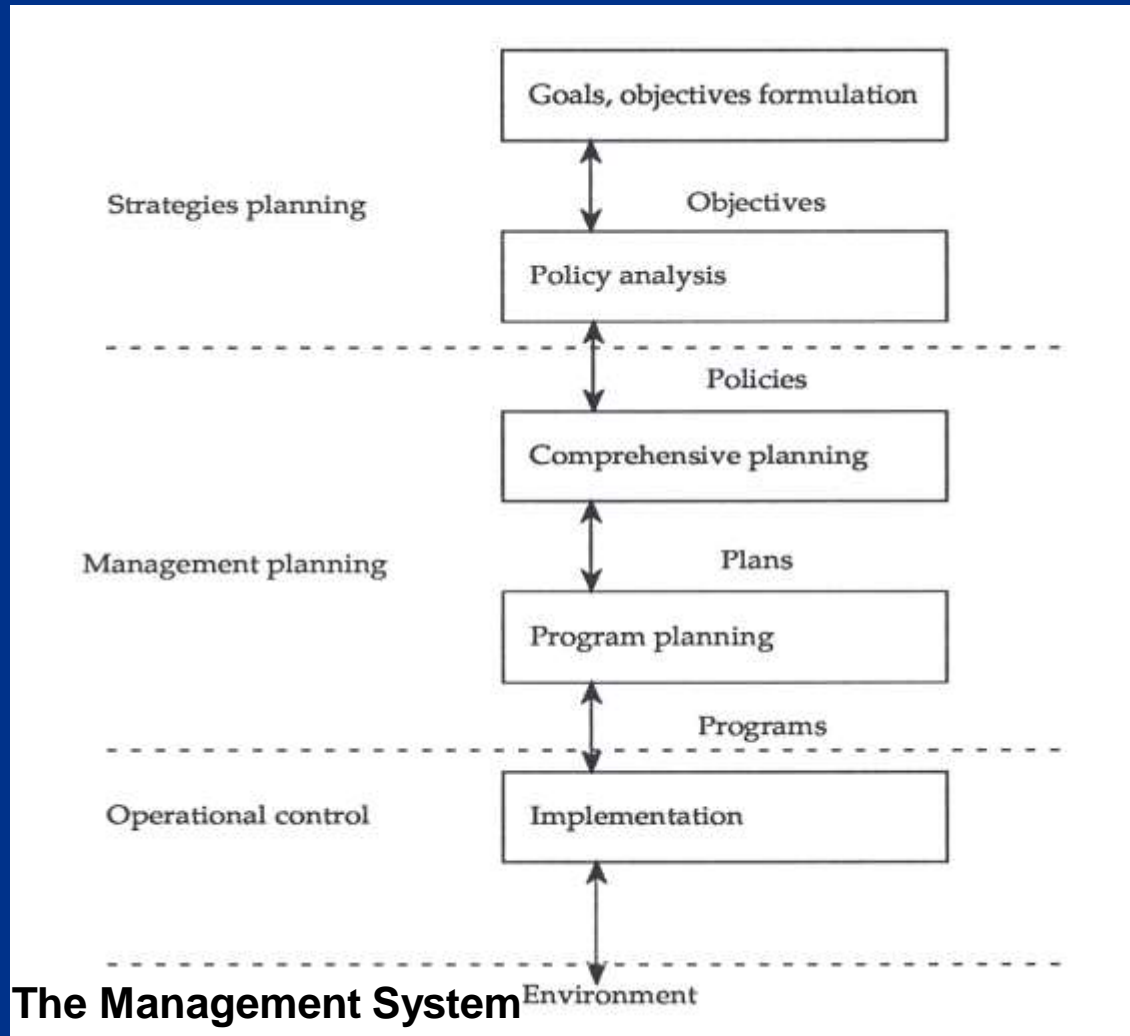 Goals, objectives formulation
Strategies planning
Objectives
Policy analysis
Policies
Comprehensive planning
Management planning
Plans
Program planning
Programs
Operational control
Implementation
The Management System
Environment